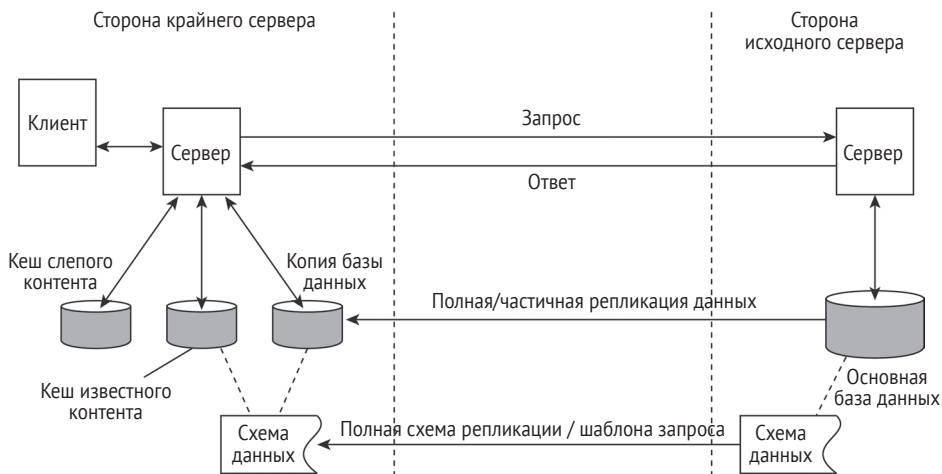 Сторона крайнего сервера
Сторона
исходного сервера
Клиент
Сервер
Запрос
Ответ
Сервер
Кеш слепого
контента
Копия базы
данных
Полная/частичная репликация данных
Кеш известного
контента
Основная
база данных
Схема
данных
Полная схема репликации / шаблона запроса
Схема
данных